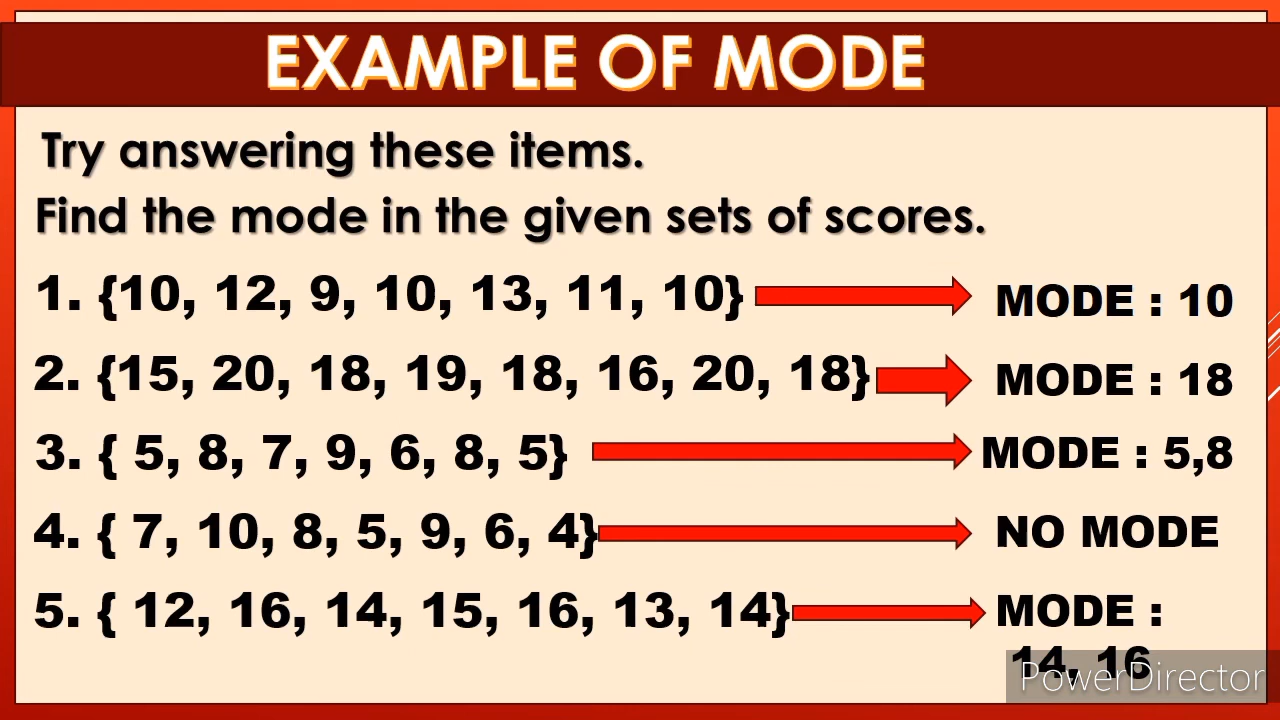 EXAMPLE OF MODE
Try answering these items.
Find the mode in the given sets of scores.
1. {10, 12, 9, 10, 13, 11, 10} MODE : 10
2. {15, 20, 18, 19, 18, 16, 20, 18} MODE : 18
3. { 5, 8, 7, 9, 6, 8, 5} MODE : 5,8
4. { 7, 10, 8, 5, 9, 6, 4} NO MODE
5. { 12, 16, 14, 15, 16, 13, 14} MODE :
14, 16
PowerDirector